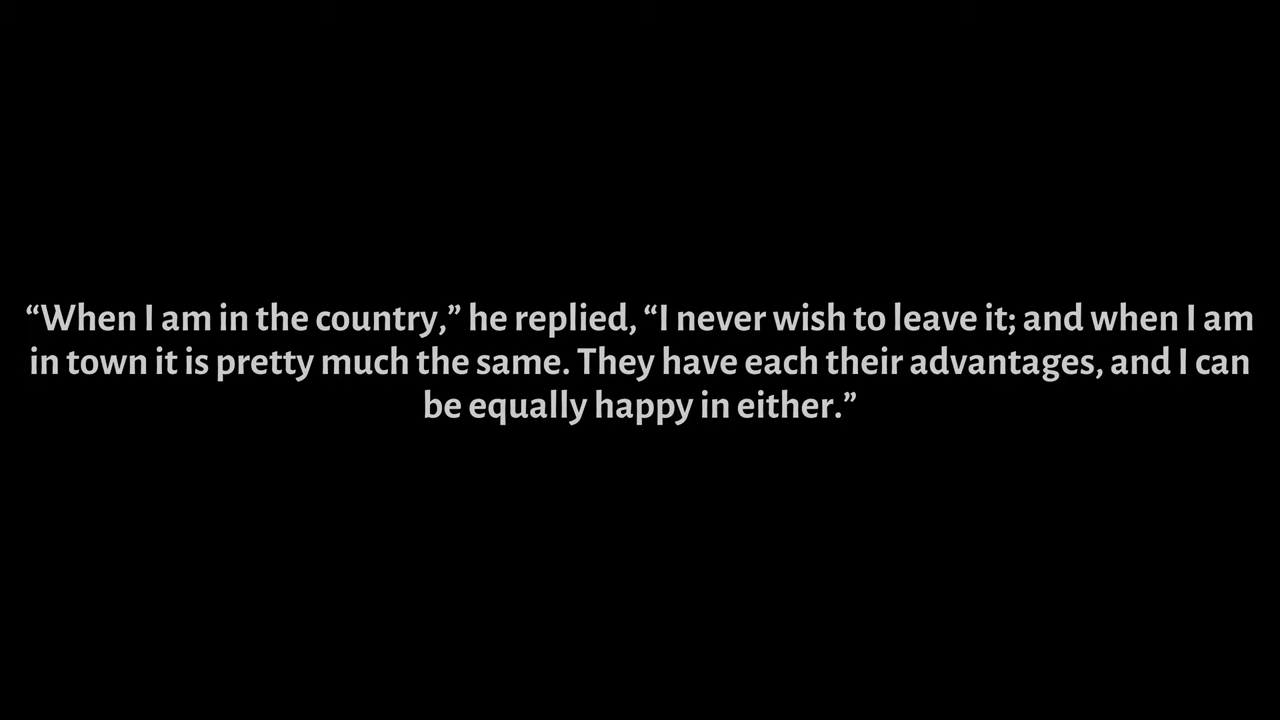 “When I am in the country,” he replied, “I never wish to leave it; and when I am
in town it is pretty much the same. They have each their advantages, and I can
be equally happy in either.”